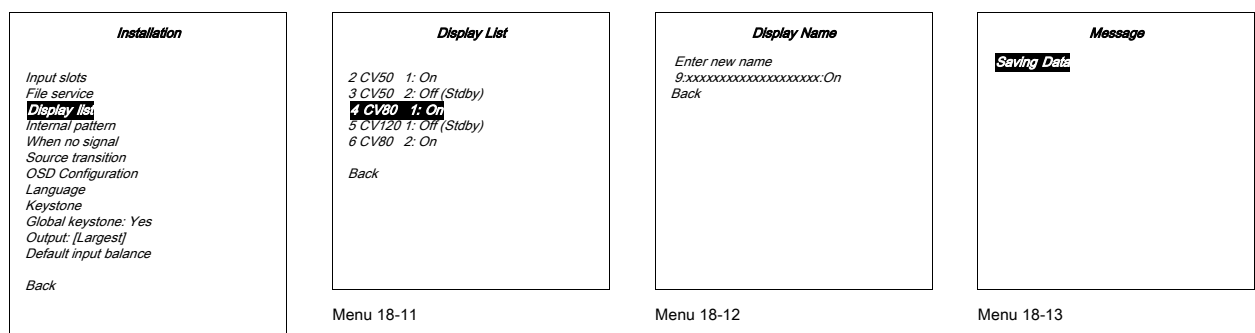 Installation
Input slots
File service
Display list
Internal pattern
When no signal
Source transition
OSD Configuration
Language
Keystone
Global keystone: Yes
Output: [Largest]
Default input balance
Back
Display List
2 CV50 1: On
3 CV50 2: Off (Stdby)
4 CV80 1: On
5 CV120 1: Off (Stdby)
6 CV80 2: On
Back
Menu 18-11
Display Name
Enter new name
9:xxxxxxxxxxxxxxxxxxx:On
Back
Menu 18-12
Message
Saving Data
Menu 18-13